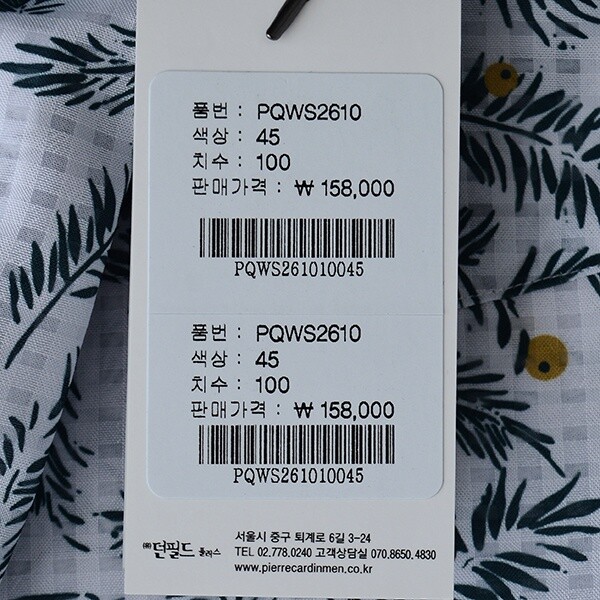 품번 : PQWS2610
색상 : 45
치수 : 100
판매가격 : ₩ 158,000
PQWS261010045
품번 : PQWS2610
색상 : 45
치수 : 100
판매가격 : ₩ 158,000
PQWS261010045
서울시 중구 퇴계로 6길 3-24
㈜던필드 플러스 TEL 02.778.0240 고객상담실 070.8650.4830
www.pierrecardinmen.co.kr